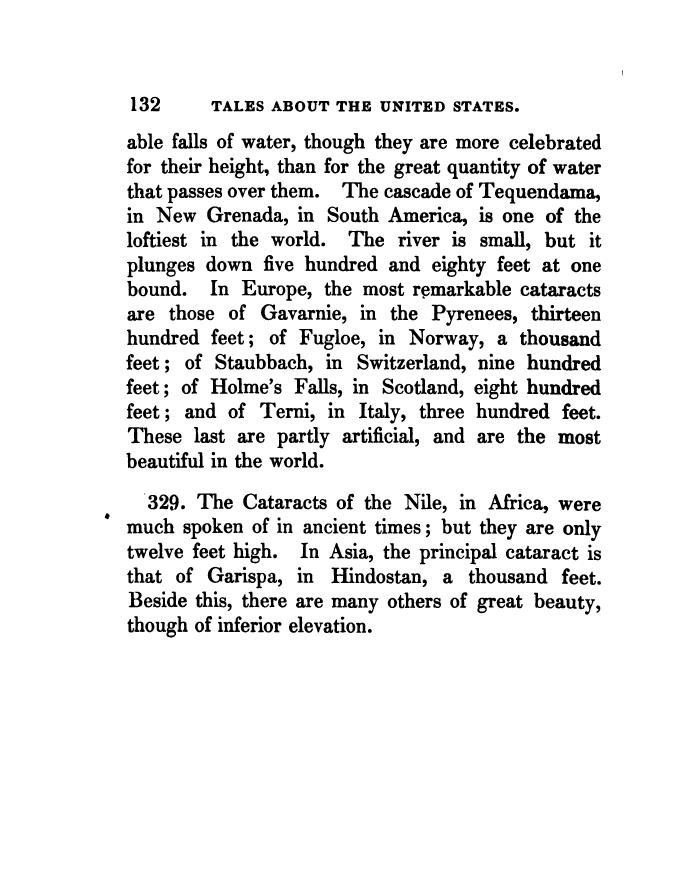 132 TALES ABOUT THE UNITED STATES.
able falls of water, though they are more celebrated
for their height, than for the great quantity of water
that passes over them. The cascade of Tequendama,
in New Grenada, in South America, is one of the
loftiest in the world. The river is small, but it
plunges down five hundred and eighty feet at one
bound. In Europe, the most remarkable cataracts
are those of Gavarnie, in the Pyrenees, thirteen
hundred feet; of Fugloe, in Norway, a thousand
feet; of Staubbach, in Switzerland, nine hundred
feet; of Holme's Falls, in Scotland, eight hundred
feet; and of Terni, in Italy, three hundred feet.
These last are partly artificial, and are the most
beautiful in the world.
329. The Cataracts of the Nile, in Africa, were
much spoken of in ancient times; but they are only
twelve feet high. In Asia, the principal cataract is
that of Garispa, in Hindostan, a thousand feet.
Beside this, there are many others of great beauty,
though of inferior elevation.